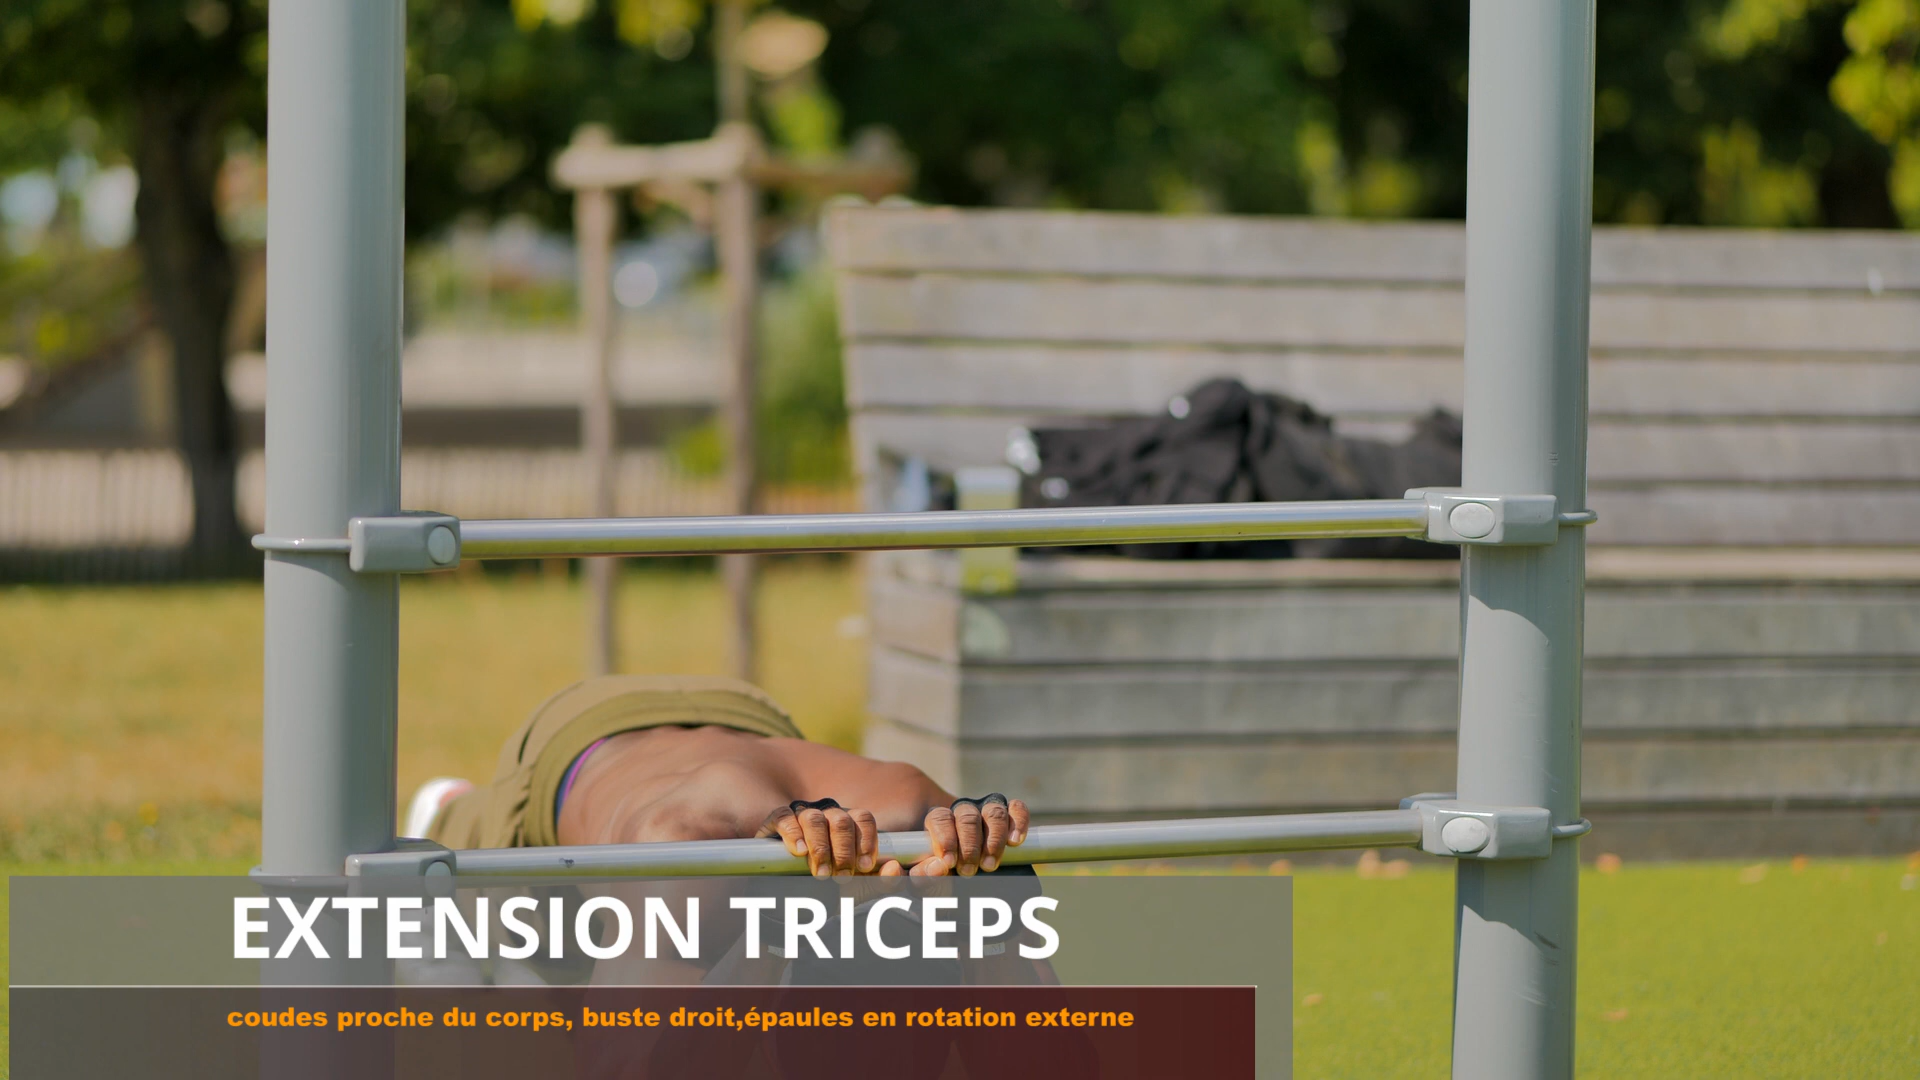 EXTENSION TRICEPS
coudes proche du corps, buste droit,épaules en rotation externe